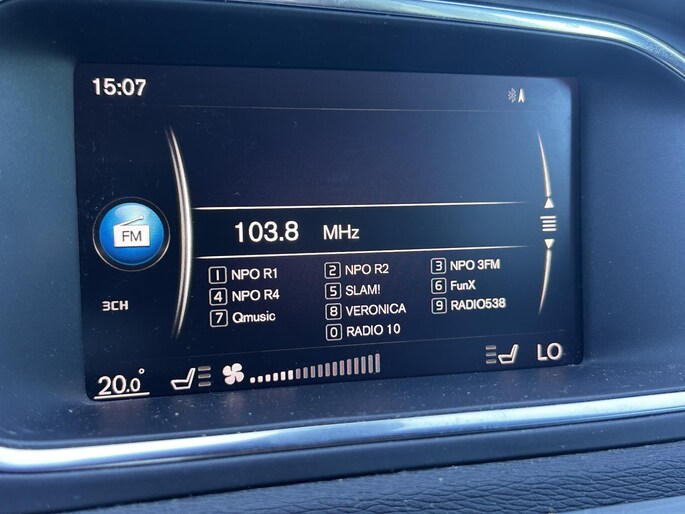 15:07
FM
103.8 MHz
1 NPO R1 2 NPO R2 3 NPO 3FM
4 NPO R4 5 SLAM! 6 FunX
7 Qmusic 8 VERONICA 9 RADIO538
0 RADIO 10
3CH
20.0° LO